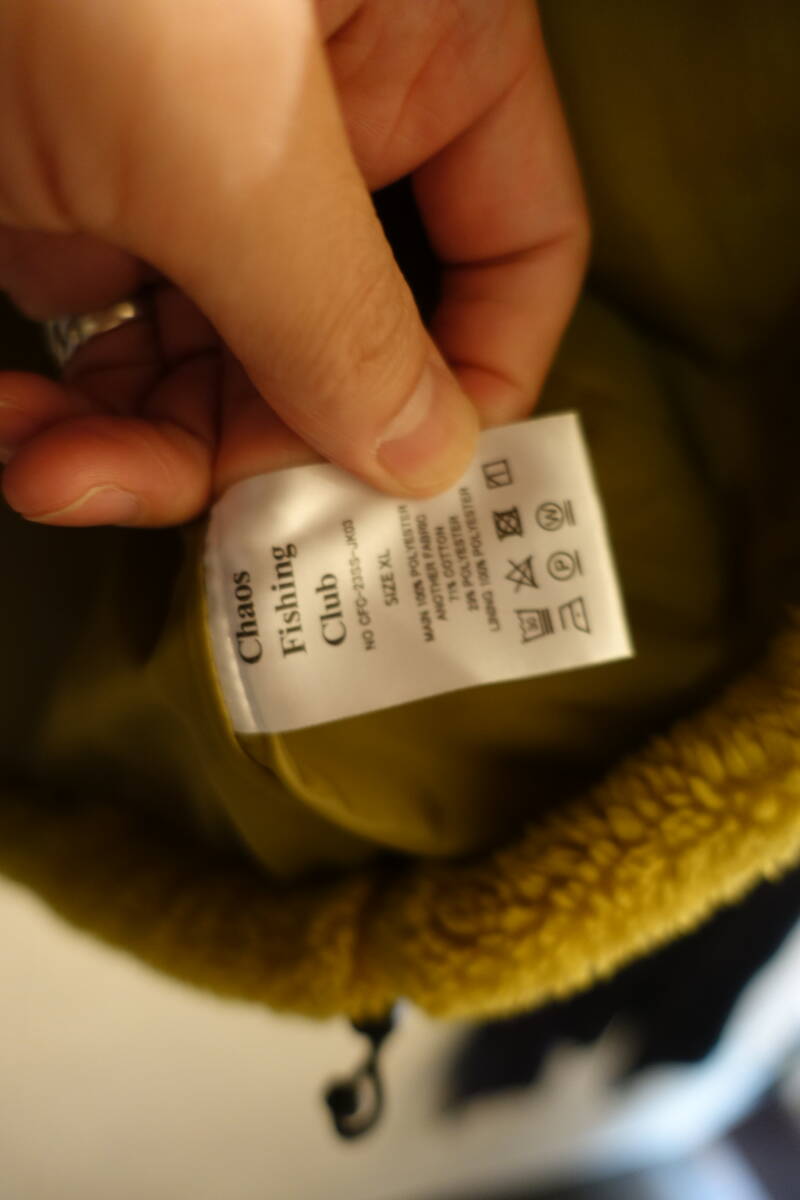 Chaos
Fishing
Club
NO CFC-23SS-JK03
SIZE XL
MAIN 100% POLYESTER
ANOTHER FABRIC
71% COTTON
29% POLYESTER
LINING 100% POLYESTER
W
P